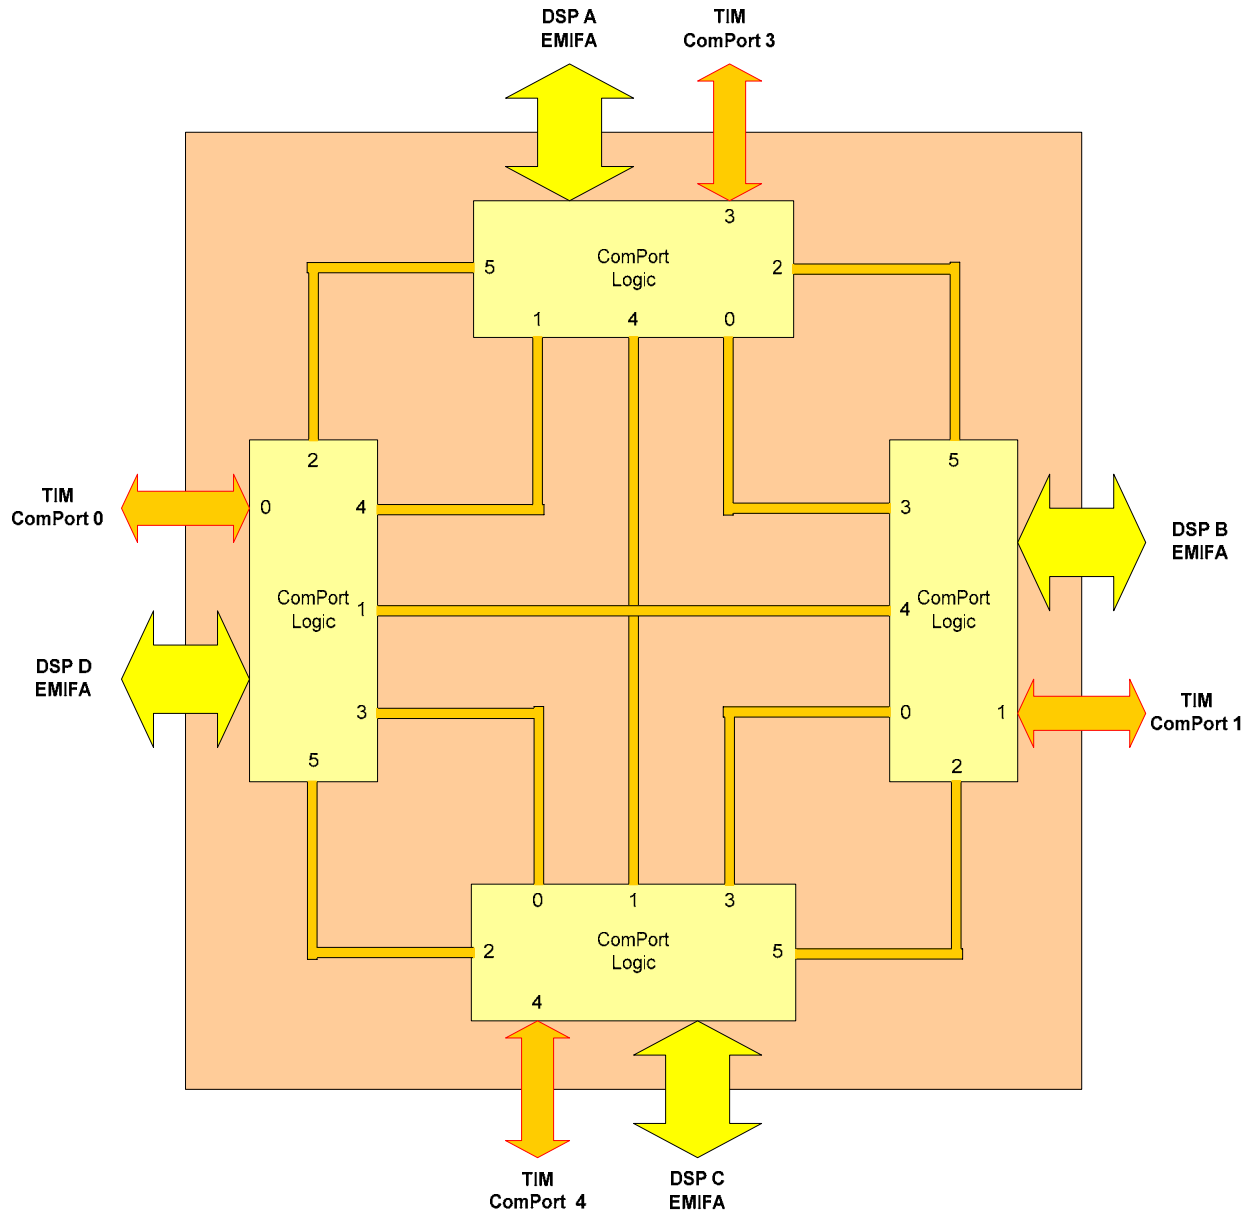 DSP A
EMIFA
TIM
ComPort 3
3
ComPort
Logic
5
2
1
4
0
2
5
TIM
ComPort 0
0
4
3
DSP B
EMIFA
ComPort
Logic
1
4
ComPort
Logic
DSP D
EMIFA
3
0
1
TIM
ComPort 1
5
2
0
1
3
ComPort
Logic
2
5
4
TIM
ComPort  4
DSP C
EMIFA